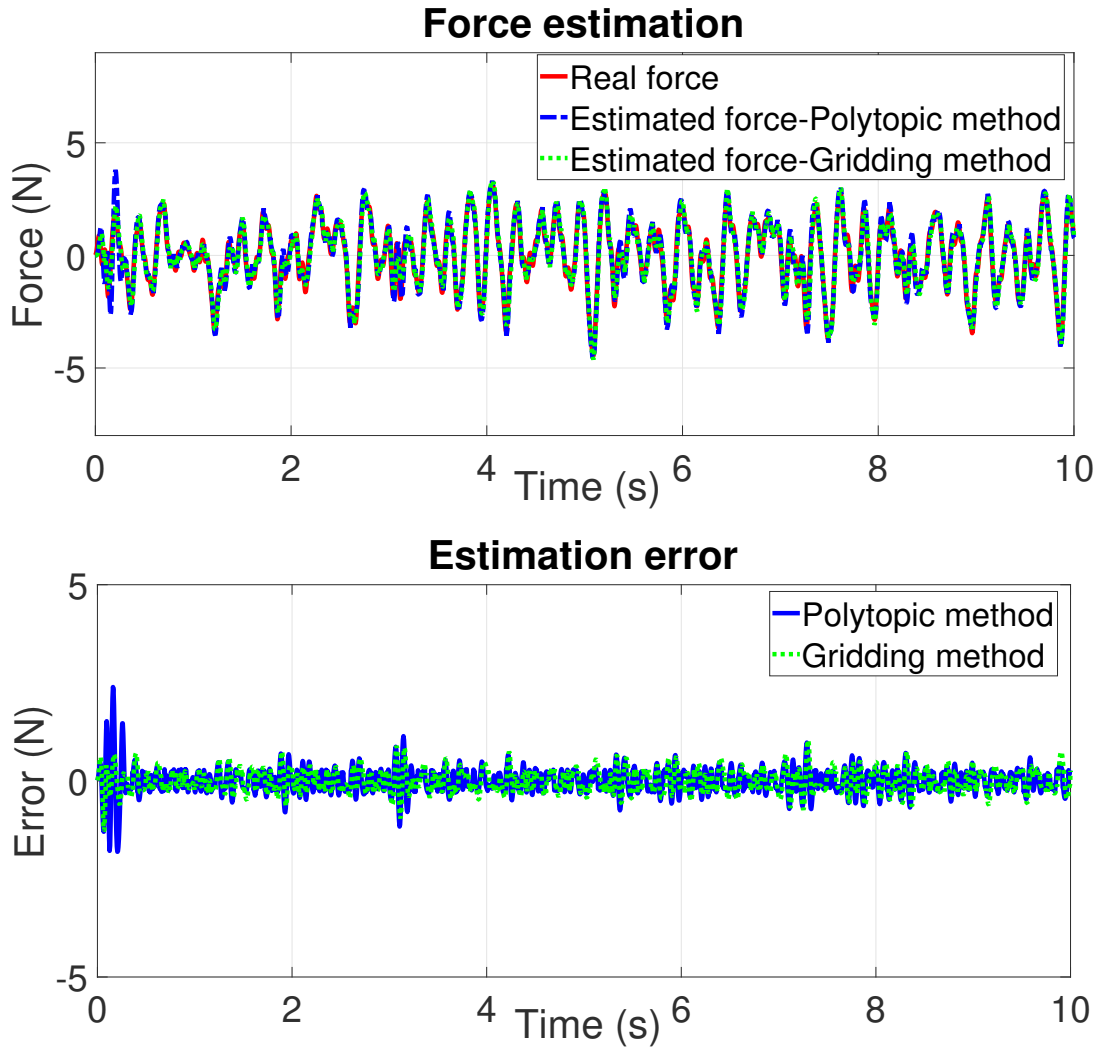 Force estimation
Real force
Estimated force-Polytopic method
Estimated force-Gridding method
Force (N)
5
0
-5
0 2 4 6 8 10
Time (s)
Estimation error
Polytopic method
Gridding method
Error (N)
5
0
-5
0 2 4 6 8 10
Time (s)